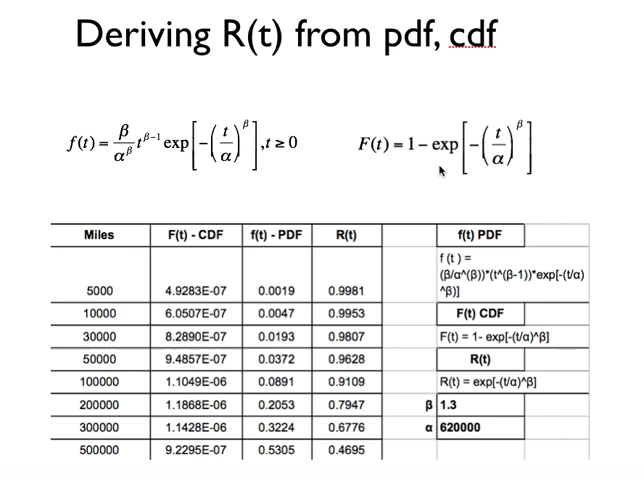 Deriving R(t) from pdf, cdf
f(t) = β/α^β t^β−1 exp[−(t/α)^β], t ≥ 0 F(t) = 1 − exp[−(t/α)^β]
Miles F(t) - CDF f(t) - PDF R(t) f(t) PDF
f (t ) =
(β/α^(β))*(t^(β-1))*exp[-(t/α)
5000 4.9283E-07 0.0019 0.9981 ^β)]
10000 6.0507E-07 0.0047 0.9953 F(t) CDF
30000 8.2890E-07 0.0193 0.9807 F(t) = 1- exp[-(t/α)^β]
50000 9.4857E-07 0.0372 0.9628 R(t)
100000 1.1049E-06 0.0891 0.9109 R(t) = exp[-(t/α)^β]
200000 1.1868E-06 0.2053 0.7947 β 1.3
300000 1.1428E-06 0.3224 0.6776 α 620000
500000 9.2295E-07 0.5305 0.4695